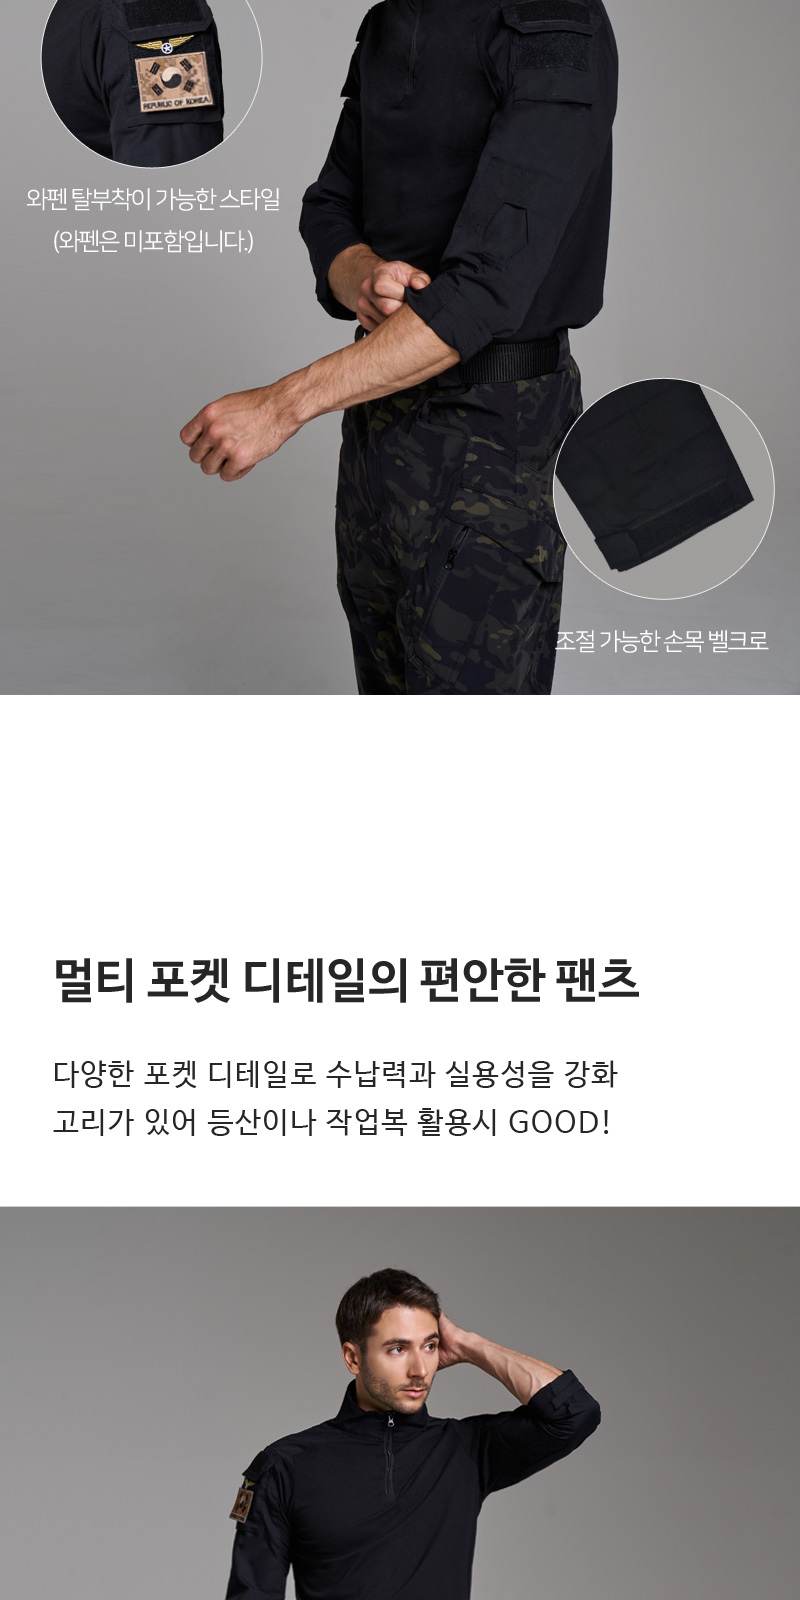 REPUBLIC OF KOREA
와펜 탈부착이 가능한 스타일
(와펜은 미포함입니다.)
조절 가능한 손목 벨크로
멀티 포켓 디테일의 편안한 팬츠
다양한 포켓 디테일로 수납력과 실용성을 강화
고리가 있어 등산이나 작업복 활용시 GOOD!